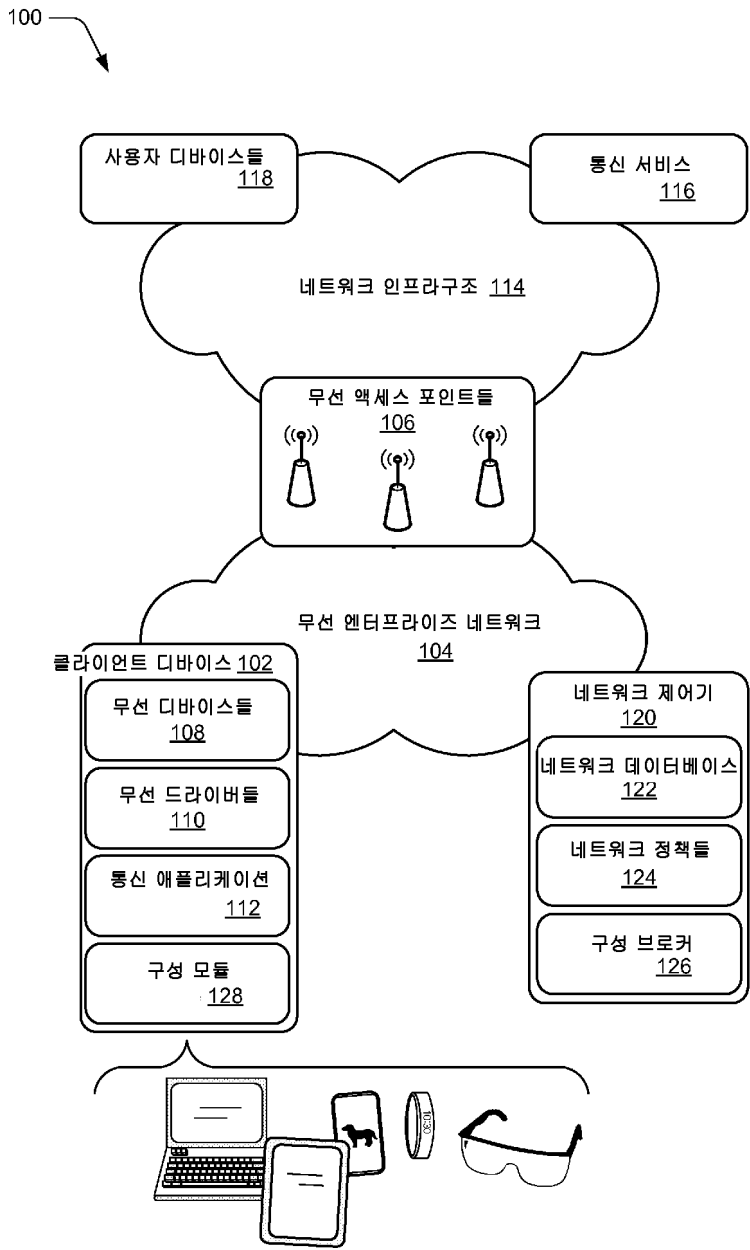 100
사용자 디바이스들
118
통신 서비스
116
네트워크 인프라구조 114
무선 액세스 포인트들
106
무선 엔터프라이즈 네트워크
104
클라이언트 디바이스 102
무선 디바이스들
108
무선 드라이버들
110
통신 애플리케이션
112
구성 모듈
128
네트워크 제어기
120
네트워크 데이터베이스
122
네트워크 정책들
124
구성 브로커
126
10:30